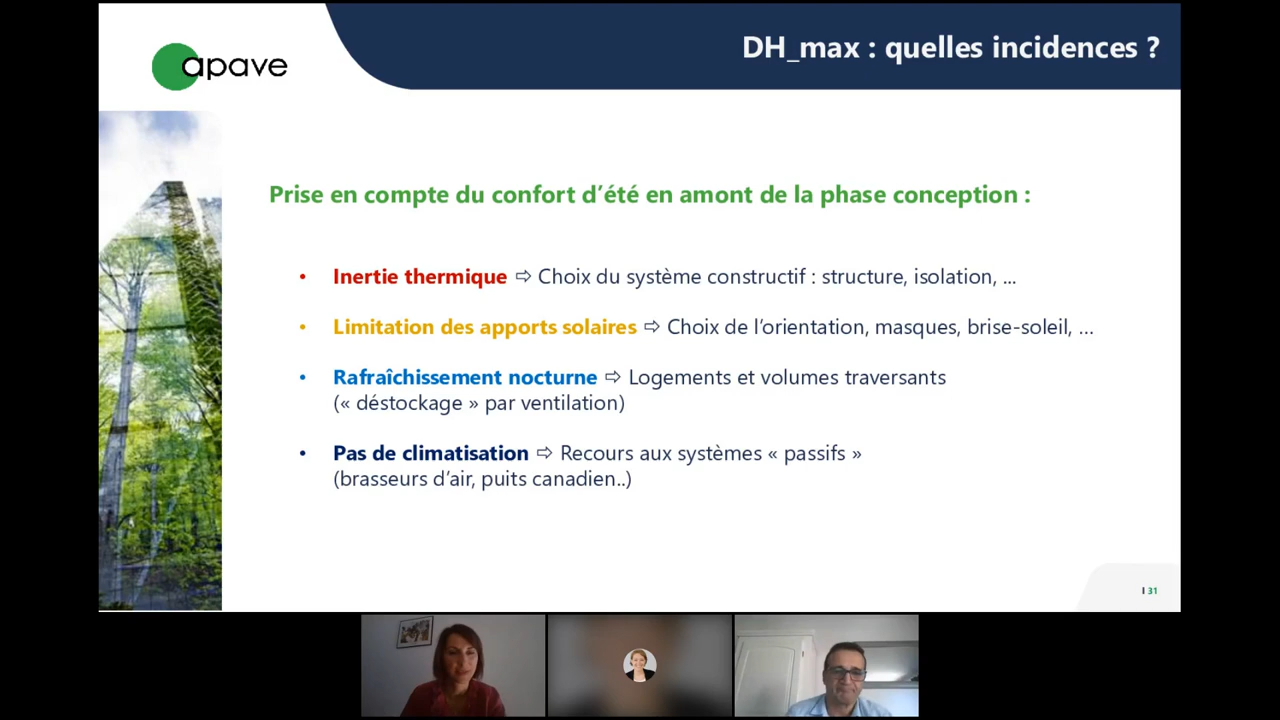 DH_max : quelles incidences ?
apave
Prise en compte du confort d’été en amont de la phase conception :
• Inertie thermique ⇨ Choix du système constructif : structure, isolation, ...
• Limitation des apports solaires ⇨ Choix de l’orientation, masques, brise-soleil, ...
• Rafraîchissement nocturne ⇨ Logements et volumes traversants
(« déstockage » par ventilation)
• Pas de climatisation ⇨ Recours aux systèmes « passifs »
(brasseurs d’air, puits canadien..)
I 31